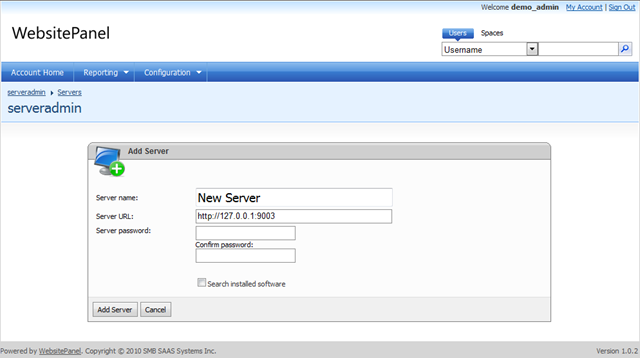 Welcome demo_admin My Account | Sign Out
WebsitePanel
Users Spaces
Username
Account Home Reporting Configuration
serveradmin Servers
serveradmin
Add Server
Server name: New Server
Server URL: http://127.0.0.1:9003
Server password:
Confirm password:
Search installed software
Add Server Cancel
Powered by WebsitePanel. Copyright © 2010 SMB SAAS Systems Inc. Version 1.0.2